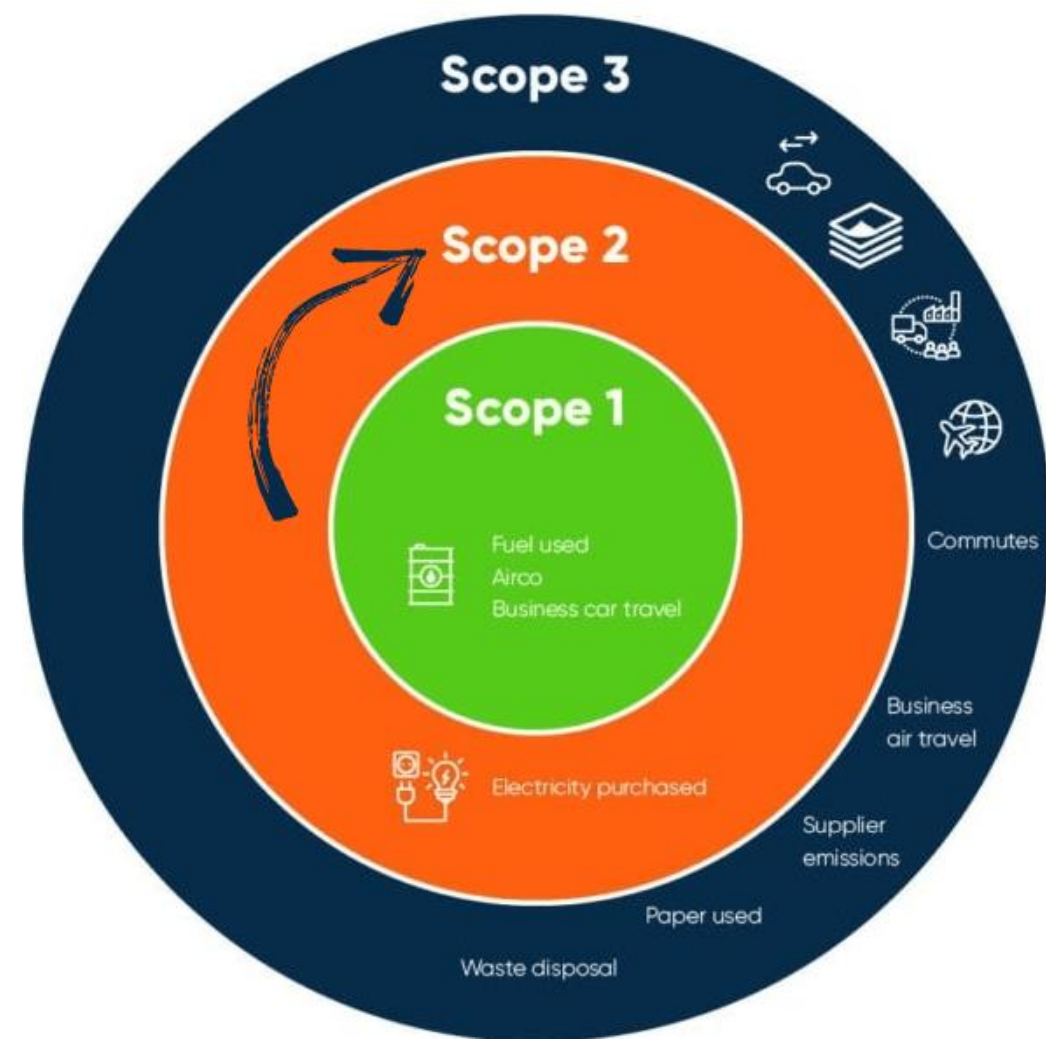 Scope 3
Scope 2
Scope 1
Fuel used
Airco
Business car travel
Commutes
Business
air travel
Electricity purchased
Supplier
emissions
Paper used
Waste disposal